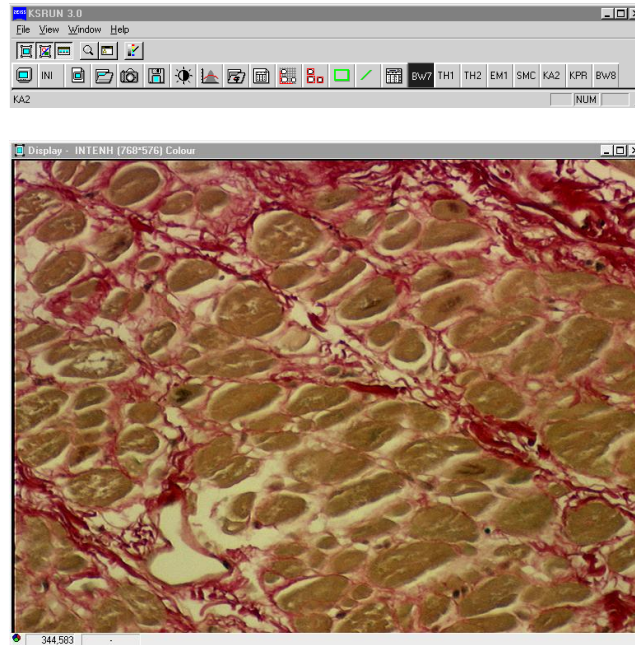 ZEISS KSRUN 3.0
File View Window Help
INI BW7 TH1 TH2 EM1 SMC KA2 KPR BW8
KA2 NUM
Display - INTENH (768*576) Colour
344,583 -